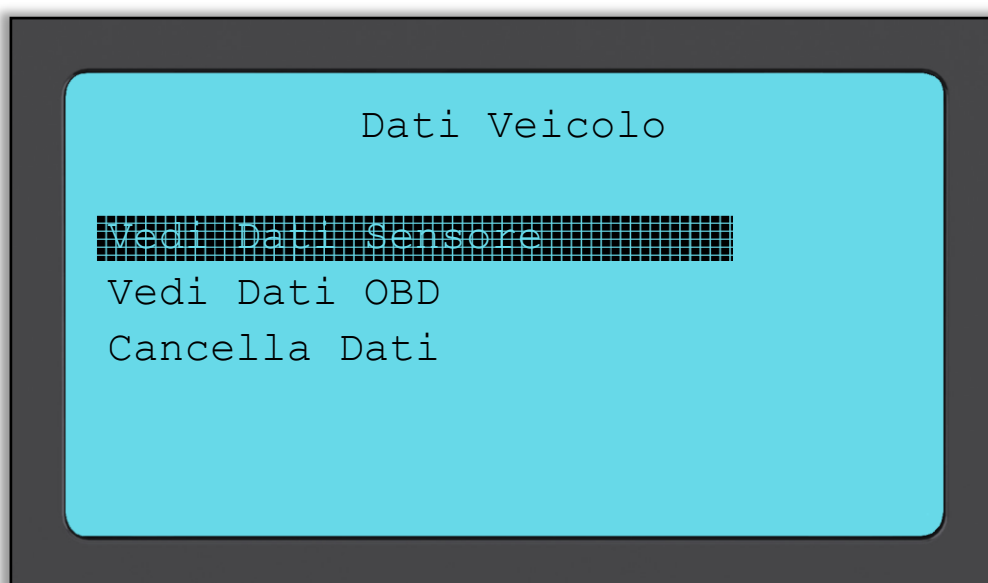 Dati Veicolo
Vedi Dati Sensore
Vedi Dati OBD
Cancella Dati